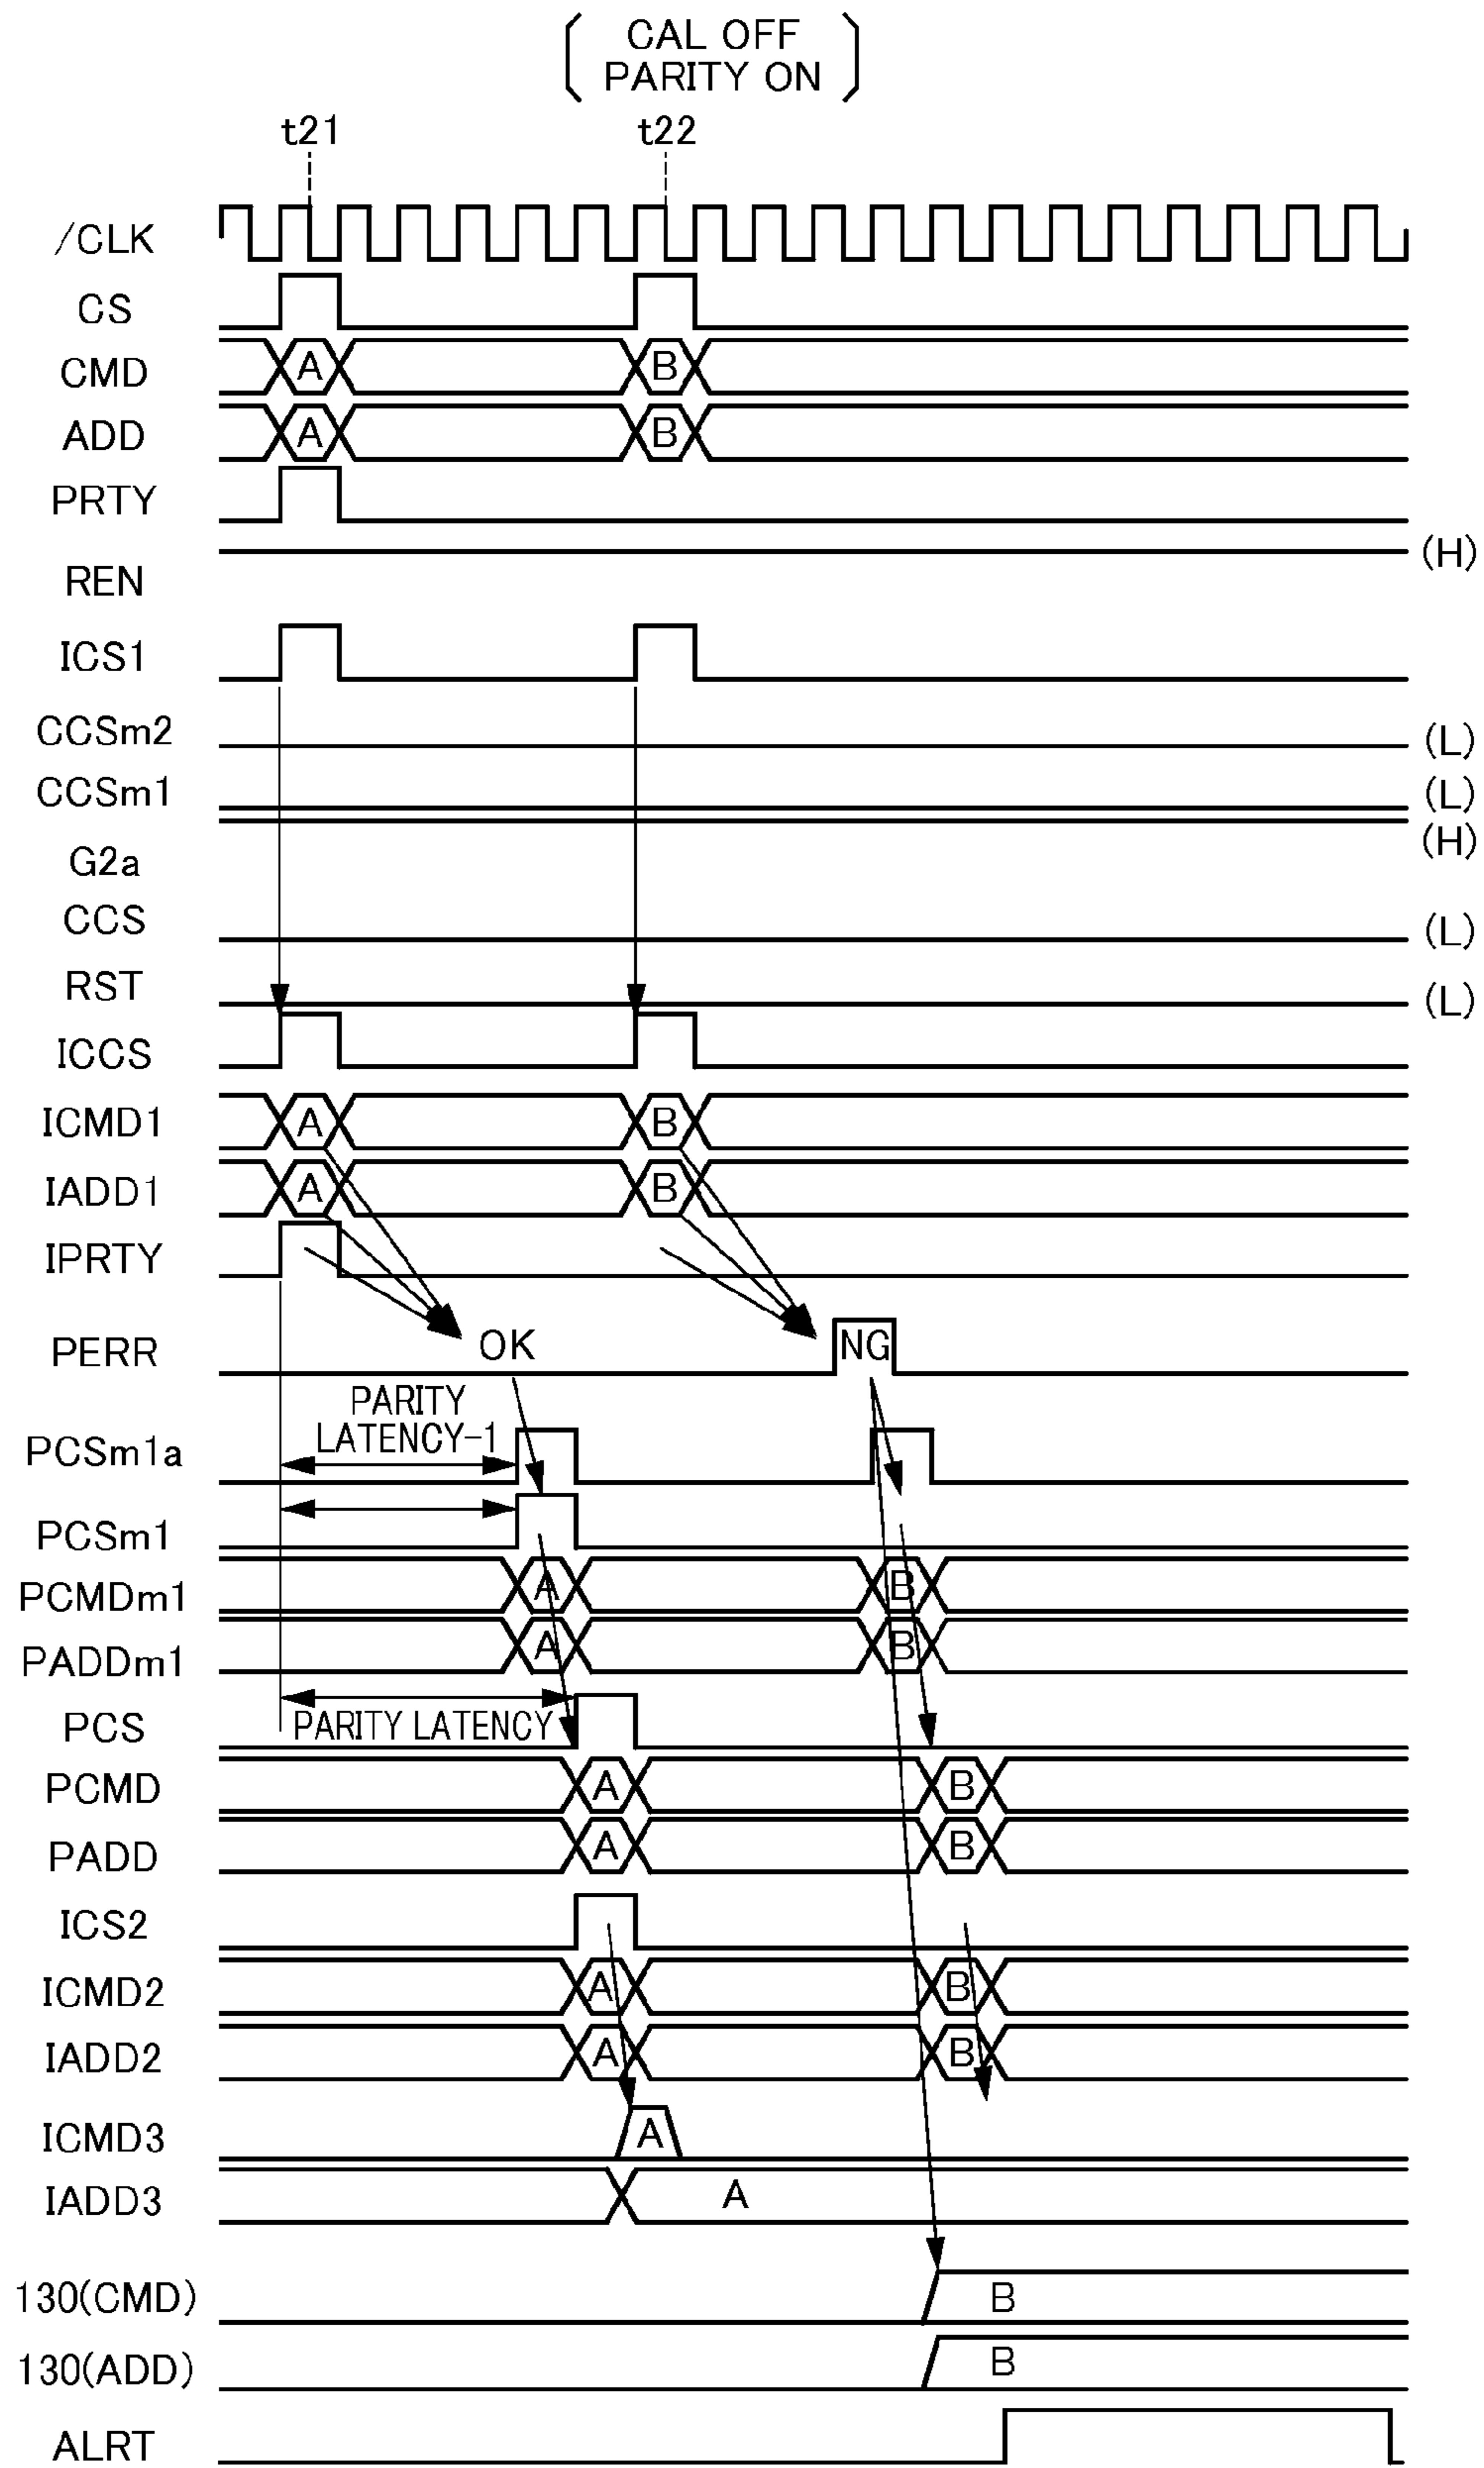 CAL OFF
PARITY ON
t21 t22
/CLK
CS
CMD A B
ADD A B
PRTY
REN (H)
ICS1
CCSm2 (L)
CCSm1 (L)
G2a (H)
CCS (L)
RST (L)
ICCS
ICMD1 A B
IADD1 A B
IPRTY
PERR OK NG
PARITY
LATENCY-1
PCSm1a
PCSm1
PCMDm1 A B
PADDm1 A B
PCS PARITY LATENCY
PCMD A B
PADD A B
ICS2
ICMD2 A B
IADD2 A B
ICMD3 A
IADD3 A
130(CMD) B
130(ADD) B
ALRT